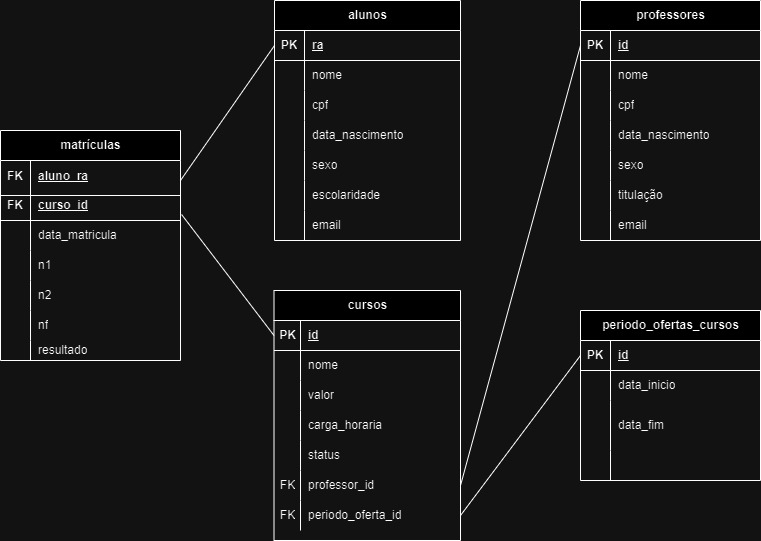 alunos
PK ra
nome
cpf
data_nascimento
sexo
escolaridade
email
professores
PK id
nome
cpf
data_nascimento
sexo
titulação
email
matrículas
FK aluno_ra
FK curso_id
data_matricula
n1
n2
nf
resultado
cursos
PK id
nome
valor
carga_horaria
status
FK professor_id
FK periodo_oferta_id
periodo_ofertas_cursos
PK id
data_inicio
data_fim